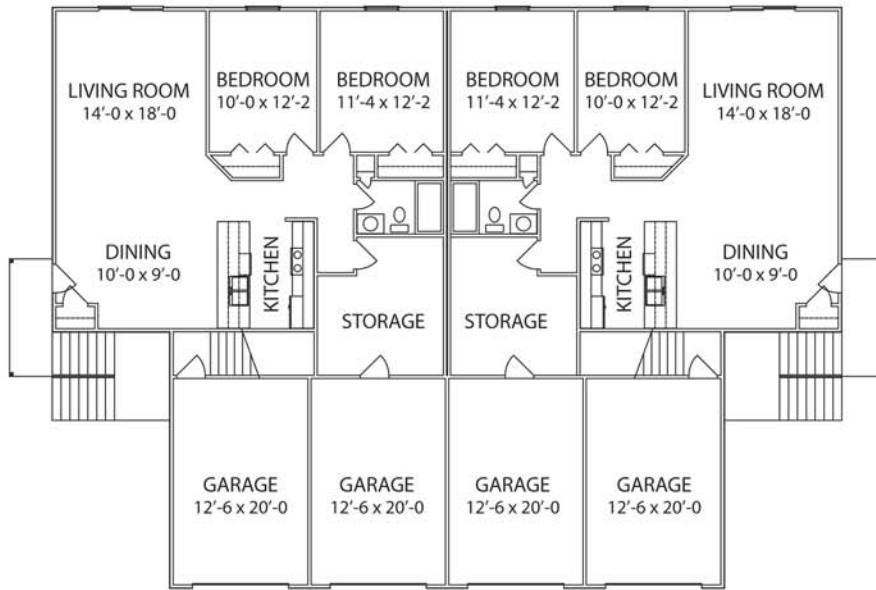 LIVING ROOM
14'-0 x 18'-0
BEDROOM
10'-0 x 12'-2
BEDROOM
11'-4 x 12'-2
BEDROOM
11'-4 x 12'-2
BEDROOM
10'-0 x 12'-2
LIVING ROOM
14'-0 x 18'-0
DINING
10'-0 x 9'-0
KITCHEN
STORAGE
STORAGE
KITCHEN
DINING
10'-0 x 9'-0
GARAGE
12'-6 x 20'-0
GARAGE
12'-6 x 20'-0
GARAGE
12'-6 x 20'-0
GARAGE
12'-6 x 20'-0